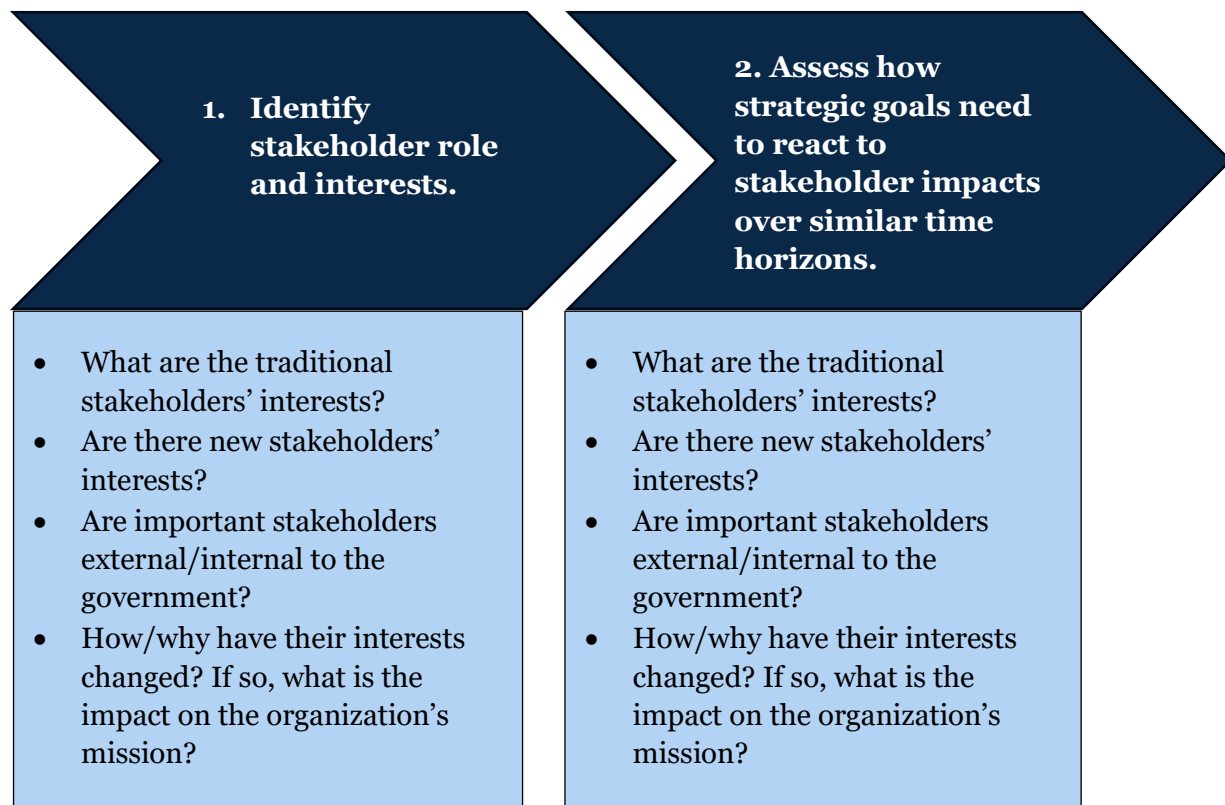 1. Identify
stakeholder role
and interests.
• What are the traditional
stakeholders’ interests?
• Are there new stakeholders’
interests?
• Are important stakeholders
external/internal to the
government?
• How/why have their interests
changed? If so, what is the
impact on the organization’s
mission?
2. Assess how
strategic goals need
to react to
stakeholder impacts
over similar time
horizons.
• What are the traditional
stakeholders’ interests?
• Are there new stakeholders’
interests?
• Are important stakeholders
external/internal to the
government?
• How/why have their interests
changed? If so, what is the
impact on the organization’s
mission?